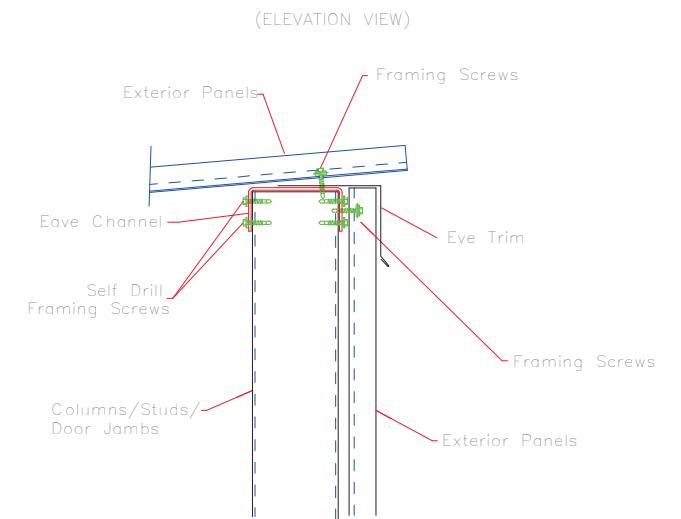 (ELEVATION VIEW)
Framing Screws
Exterior Panels
Eave Channel
Eve Trim
Self Drill
Framing Screws
Framing Screws
Columns/Studs/
Door Jambs
Exterior Panels